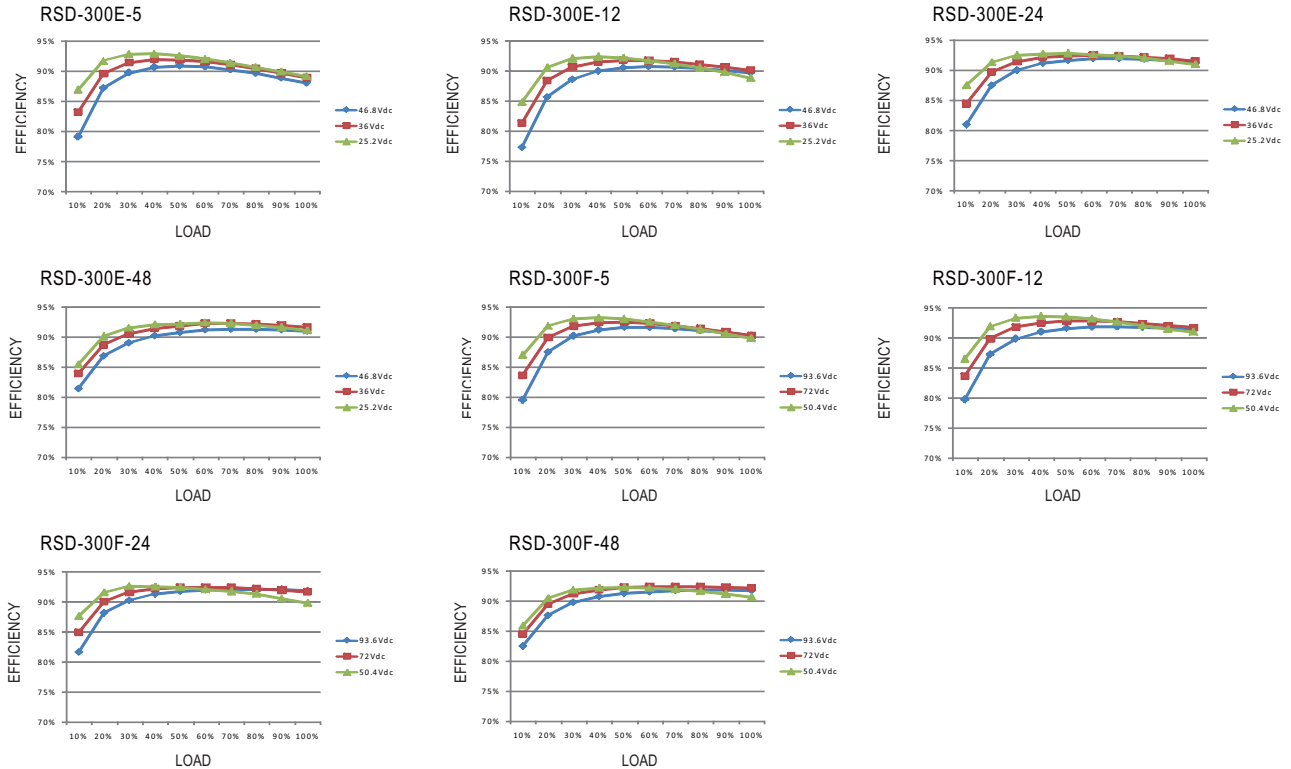 RSD-300E-5
EFFICIENCY
95%
90%
85%
80%
75%
70%
10% 20% 30% 40% 50% 60% 70% 80% 90% 100%
LOAD
46.8Vdc
36Vdc
25.2Vdc
RSD-300E-12
EFFICIENCY
95%
90%
85%
80%
75%
70%
10% 20% 30% 40% 50% 60% 70% 80% 90% 100%
LOAD
46.8Vdc
36Vdc
25.2Vdc
RSD-300E-24
EFFICIENCY
95%
90%
85%
80%
75%
70%
10% 20% 30% 40% 50% 60% 70% 80% 90% 100%
LOAD
46.8Vdc
36Vdc
25.2Vdc
RSD-300E-48
EFFICIENCY
95%
90%
85%
80%
75%
70%
10% 20% 30% 40% 50% 60% 70% 80% 90% 100%
LOAD
46.8Vdc
36Vdc
25.2Vdc
RSD-300F-5
EFFICIENCY
95%
90%
85%
80%
75%
70%
10% 20% 30% 40% 50% 60% 70% 80% 90% 100%
LOAD
93.6Vdc
72Vdc
50.4Vdc
RSD-300F-12
EFFICIENCY
95%
90%
85%
80%
75%
70%
10% 20% 30% 40% 50% 60% 70% 80% 90% 100%
LOAD
93.6Vdc
72Vdc
50.4Vdc
RSD-300F-24
EFFICIENCY
95%
90%
85%
80%
75%
70%
10% 20% 30% 40% 50% 60% 70% 80% 90% 100%
LOAD
93.6Vdc
72Vdc
50.4Vdc
RSD-300F-48
EFFICIENCY
95%
90%
85%
80%
75%
70%
10% 20% 30% 40% 50% 60% 70% 80% 90% 100%
LOAD
93.6Vdc
72Vdc
50.4Vdc